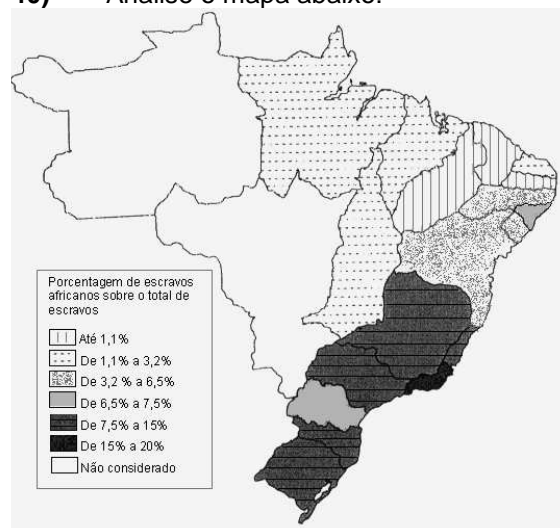 10) Analise o mapa abaixo.
Porcentagem de escravos
africanos sobre o total de
escravos
Até 1,1%
De 1,1% a 3,2%
De 3,2 % a 6,5%
De 6,5% a 7,5%
De 7,5% a 15%
De 15% a 20%
Não considerado